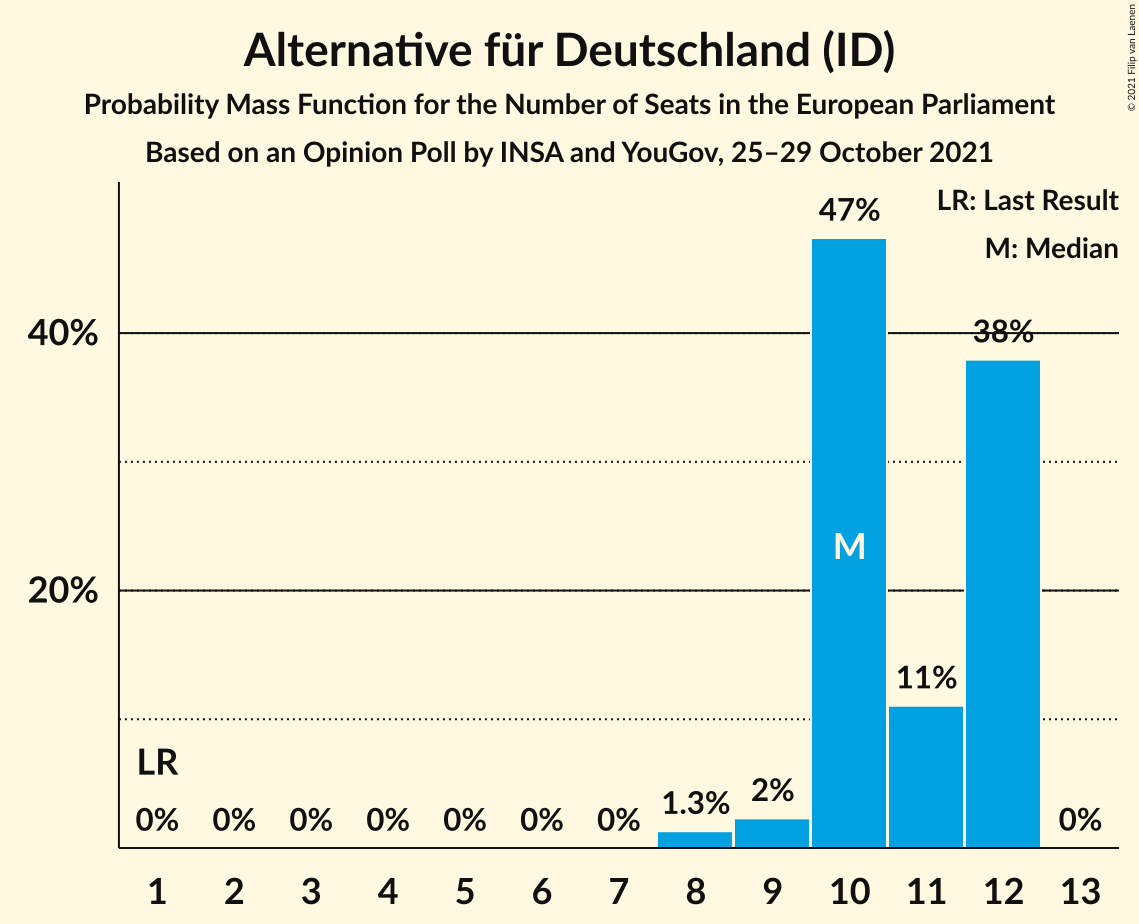 Alternative für Deutschland (ID)
Probability Mass Function for the Number of Seats in the European Parliament
Based on an Opinion Poll by INSA and YouGov, 25–29 October 2021
© 2021 Filip van Laenen
LR: Last Result
M: Median
47%
40%
38%
M
20%
11%
LR
0% 0% 0% 0% 0% 0% 0% 1.3% 2% 0%
1 2 3 4 5 6 7 8 9 10 11 12 13